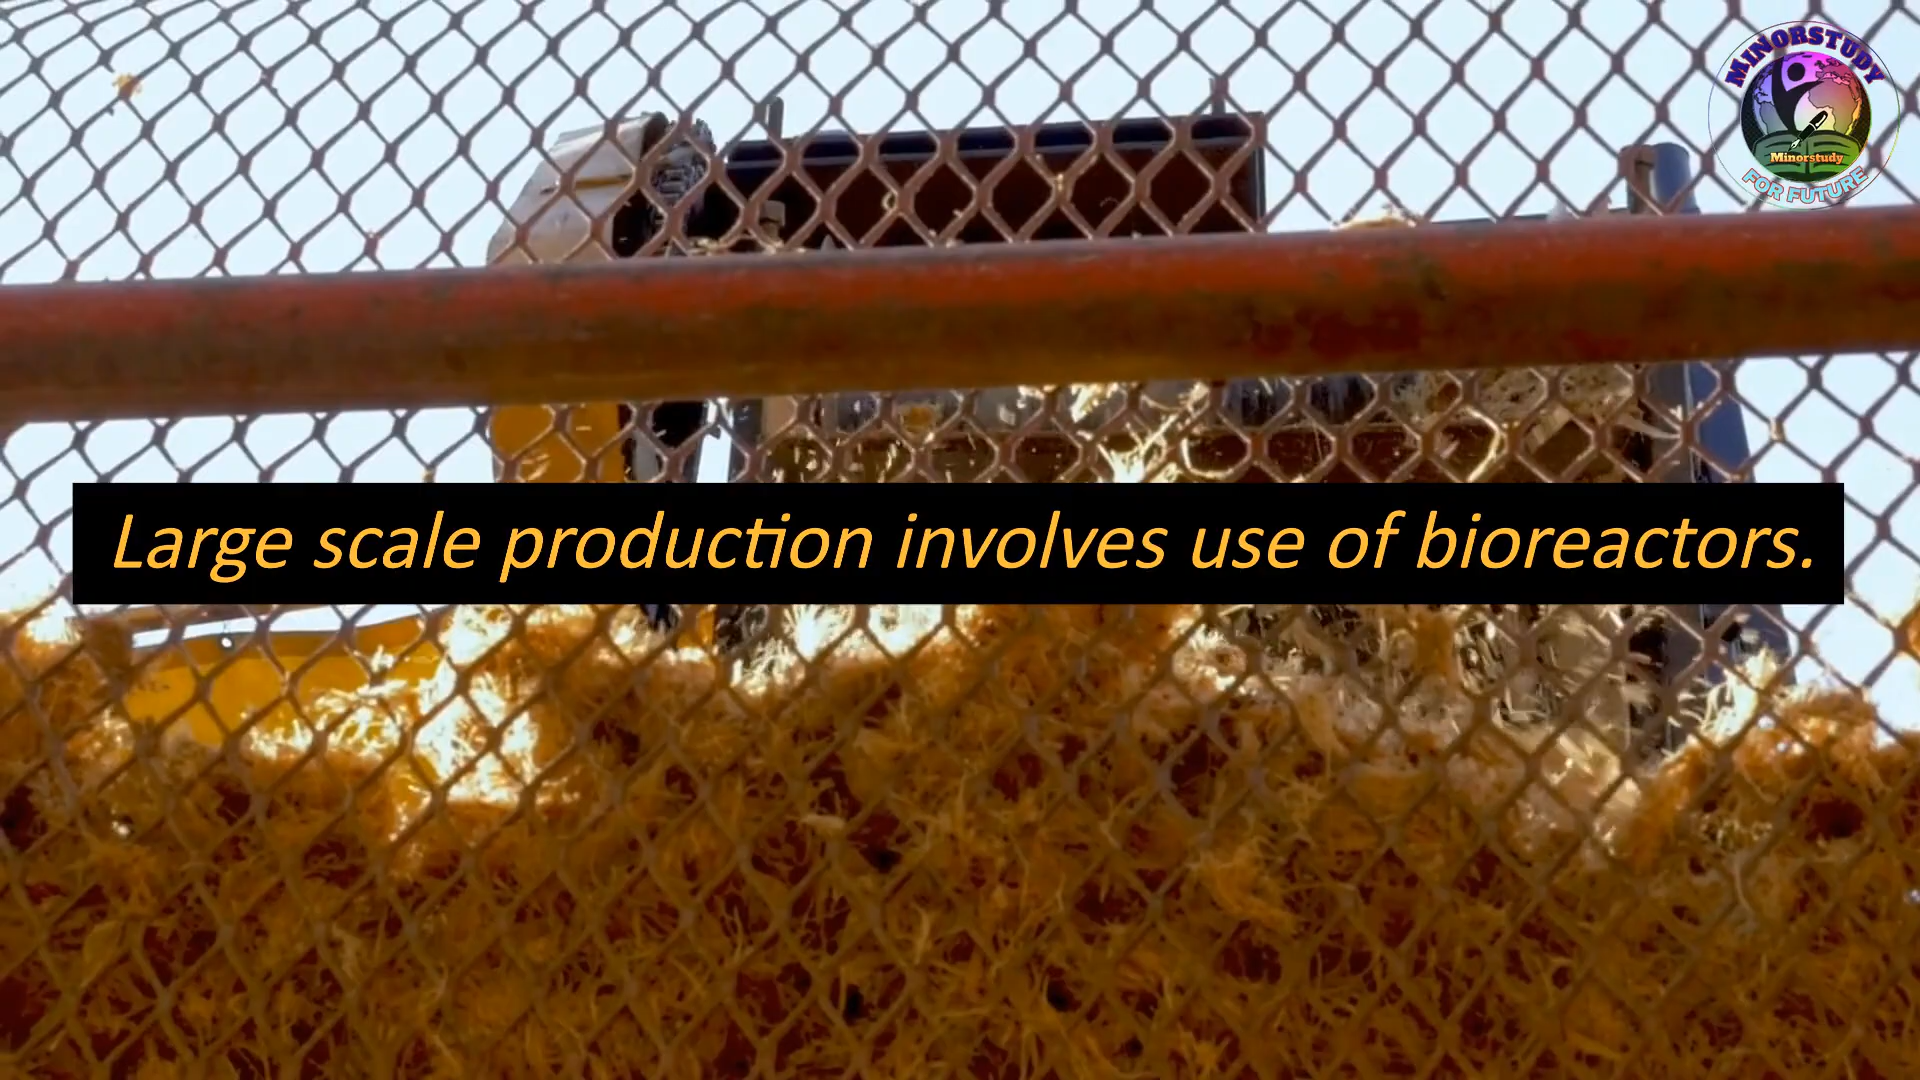 MINORSTUDY
Minorstudy
FOR FUTURE
Large scale production involves use of bioreactors.